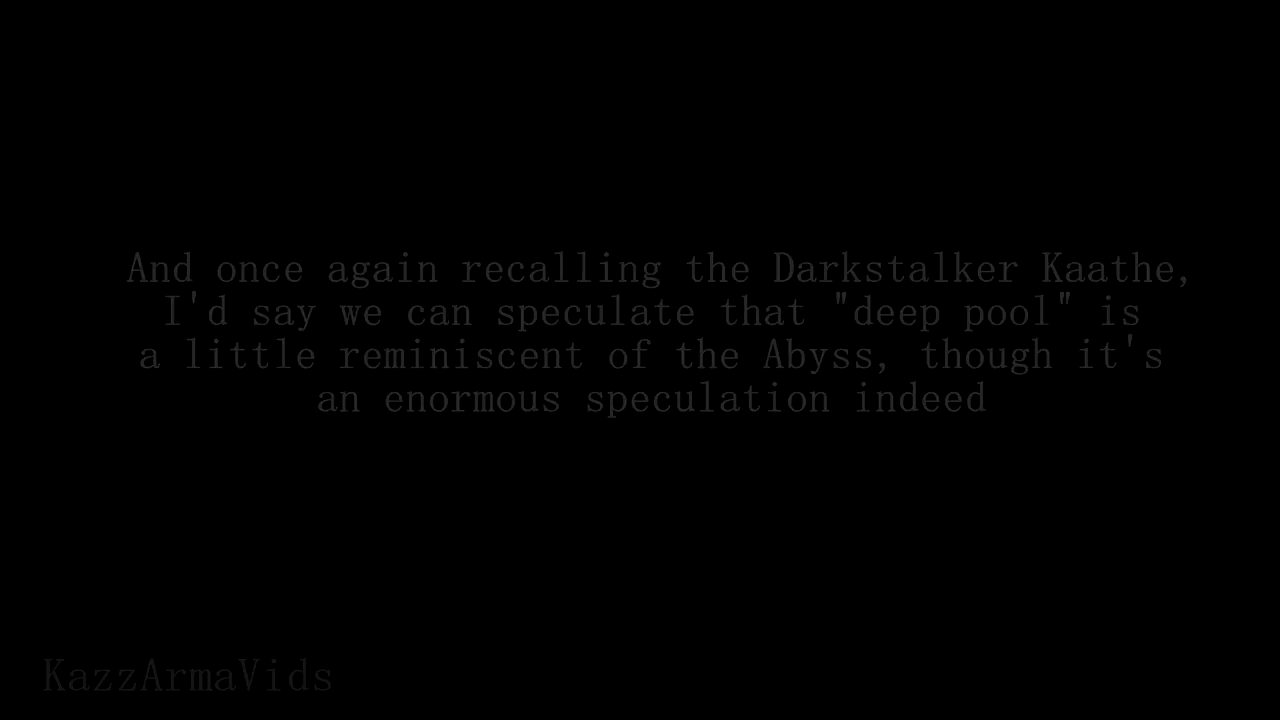 And once again recalling the Darkstalker Kaathe,
I'd say we can speculate that "deep pool" is
a little reminiscent of the Abyss, though it's
an enormous speculation indeed
KazzArmaVids